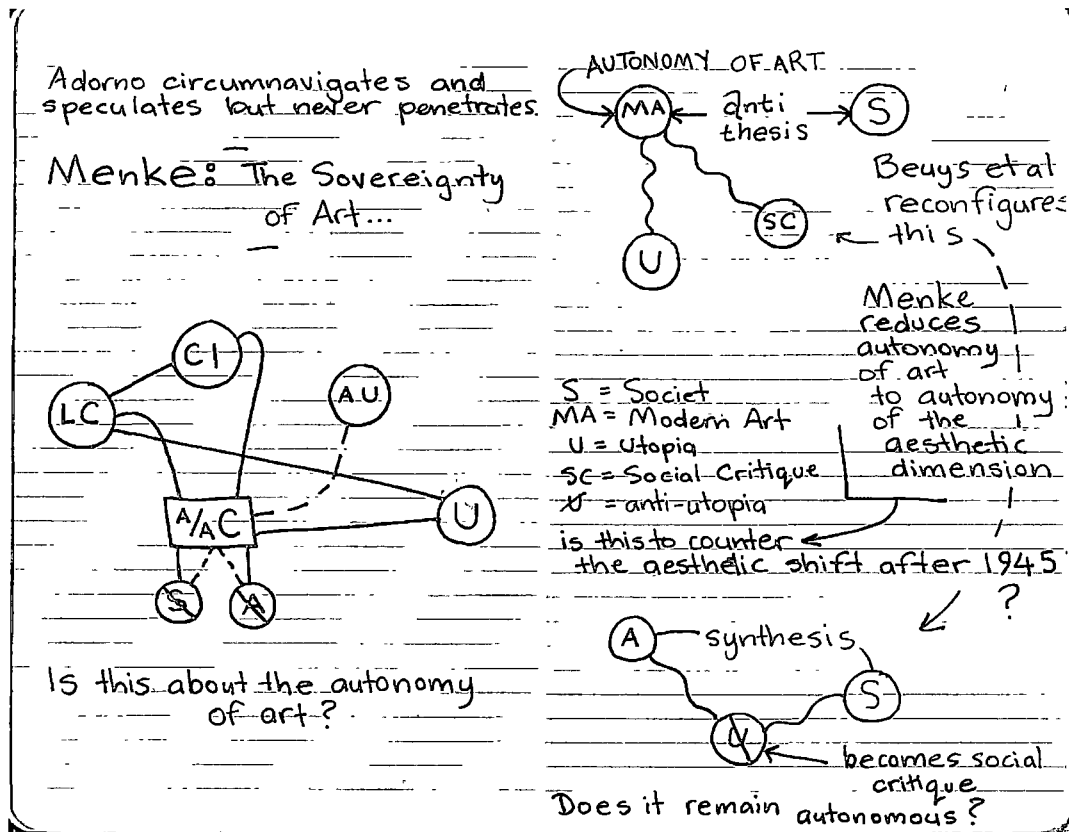 Adorno circumnavigates and
speculates but never penetrates.
Menke: The Sovereignty
of Art...
CI
LC
A.U
A/AC
U
S
A
Is this about the autonomy
of art?
AUTONOMY OF ART
MA
anti
thesis
S
SC
U
Beuys et al
reconfigures
this
Menke
reduces
autonomy
of art
to autonomy
of the
aesthetic
dimension
S = Societ
MA = Modern Art
U = Utopia
SC = Social Critique
U = anti-utopia
is this to counter
the aesthetic shift after 1945
?
A
synthesis
S
U
becomes social
critique
Does it remain autonomous?